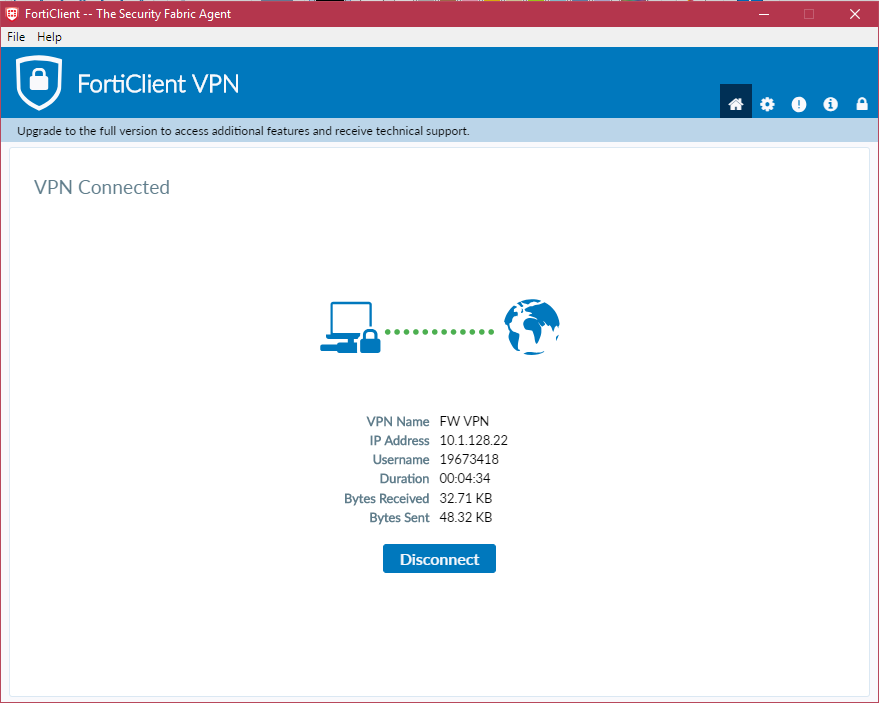 FortiClient -- The Security Fabric Agent
File Help
FortiClient VPN
Upgrade to the full version to access additional features and receive technical support.
VPN Connected
VPN Name FW VPN
IP Address 10.1.128.22
Username 19673418
Duration 00:04:34
Bytes Received 32.71 KB
Bytes Sent 48.32 KB
Disconnect